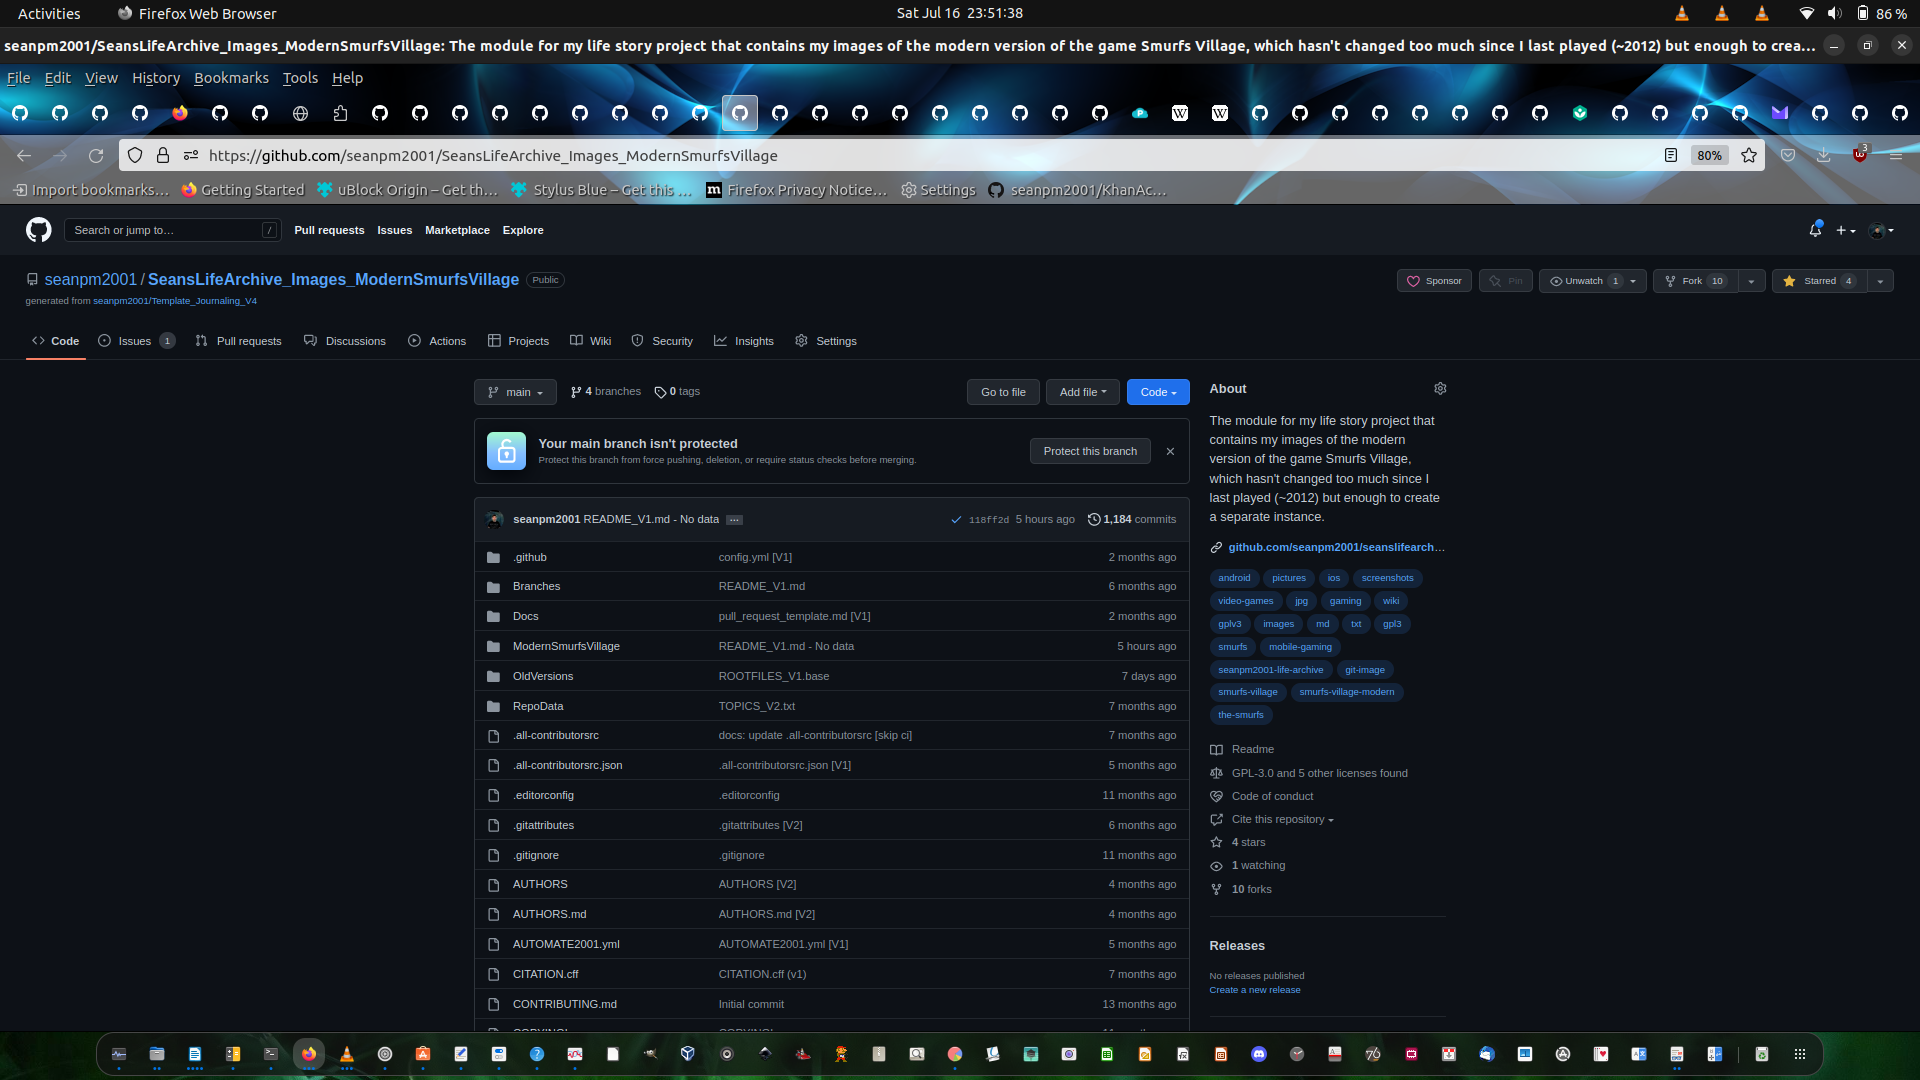 Activities
Firefox Web Browser
Sat Jul 16 23:51:38
86 %
seanpm2001/SeansLifeArchive_Images_ModernSmurfsVillage: The module for my life story project that contains my images of the modern version of the game Smurfs Village, which hasn't changed too much since I last played (~2012) but enough to crea…
File Edit View History Bookmarks Tools Help
https://github.com/seanpm2001/SeansLifeArchive_Images_ModernSmurfsVillage
80%
3
Import bookmarks… Getting Started uBlock Origin – Get th… Stylus Blue – Get this … Firefox Privacy Notice… Settings seanpm2001/KhanAc…
Search or jump to… /
Pull requests Issues Marketplace Explore
seanpm2001 / SeansLifeArchive_Images_ModernSmurfsVillage Public
generated from seanpm2001/Template_Journaling_V4
Sponsor Pin Unwatch 1 Fork 10 Starred 4
Code Issues 1 Pull requests Discussions Actions Projects Wiki Security Insights Settings
main 4 branches 0 tags
Go to file Add file Code
Your main branch isn't protected
Protect this branch from force pushing, deletion, or require status checks before merging.
Protect this branch
seanpm2001 README_V1.md - No data … 118ff2d 5 hours ago 1,184 commits
.github config.yml [V1] 2 months ago
Branches README_V1.md 6 months ago
Docs pull_request_template.md [V1] 2 months ago
ModernSmurfsVillage README_V1.md - No data 5 hours ago
OldVersions ROOTFILES_V1.base 7 days ago
RepoData TOPICS_V2.txt 7 months ago
.all-contributorsrc docs: update .all-contributorsrc [skip ci] 7 months ago
.all-contributorsrc.json .all-contributorsrc.json [V1] 5 months ago
.editorconfig .editorconfig 11 months ago
.gitattributes .gitattributes [V2] 6 months ago
.gitignore .gitignore 11 months ago
AUTHORS AUTHORS [V2] 4 months ago
AUTHORS.md AUTHORS.md [V2] 4 months ago
AUTOMATE2001.yml AUTOMATE2001.yml [V1] 5 months ago
CITATION.cff CITATION.cff (v1) 7 months ago
CONTRIBUTING.md Initial commit 13 months ago
About
The module for my life story project that
contains my images of the modern
version of the game Smurfs Village,
which hasn't changed too much since I
last played (~2012) but enough to create
a separate instance.
github.com/seanpm2001/seanslifearch…
android pictures ios screenshots
video-games jpg gaming wiki
gplv3 images md txt gpl3
smurfs mobile-gaming
seanpm2001-life-archive git-image
smurfs-village smurfs-village-modern
the-smurfs
Readme
GPL-3.0 and 5 other licenses found
Code of conduct
Cite this repository
4 stars
1 watching
10 forks
Releases
No releases published
Create a new release